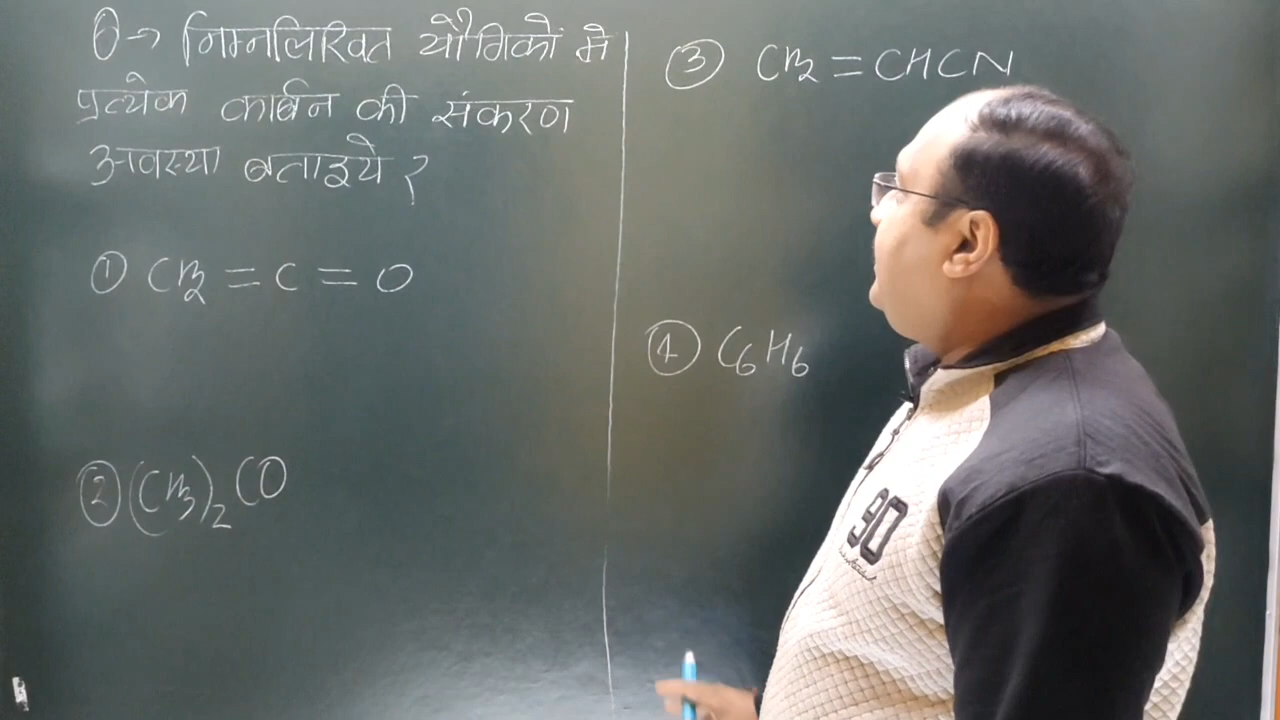 Q→ निम्नलिखित यौगिकों मे
प्रत्येक कार्बन की संकरण
अवस्था बताइये ?
① CH₂ = C = O
② (CH₃)₂ CO
③ CH₂ = CHCN
④ C₆H₆
90